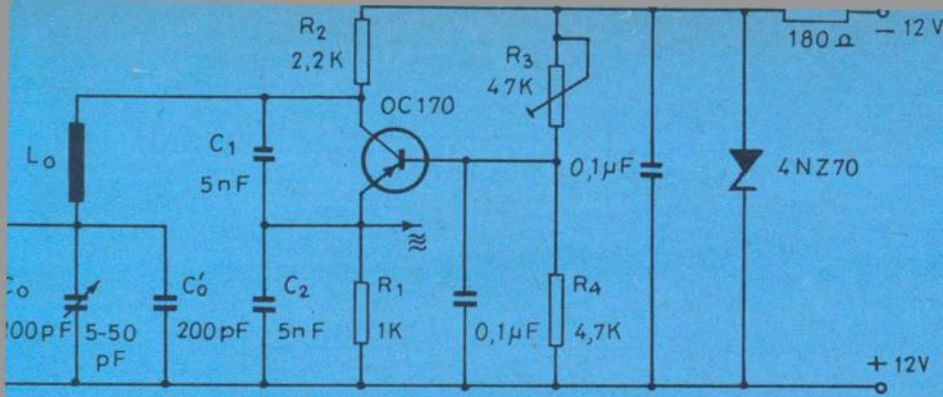 R2
2,2K
R3
47K
180 Ω
– 12 V
OC170
Lo
C1
5nF
0,1µF
4NZ70
Co
200pF
5-50
pF
C'o
200pF
C2
5nF
R1
1K
0,1µF
R4
4,7K
+ 12V